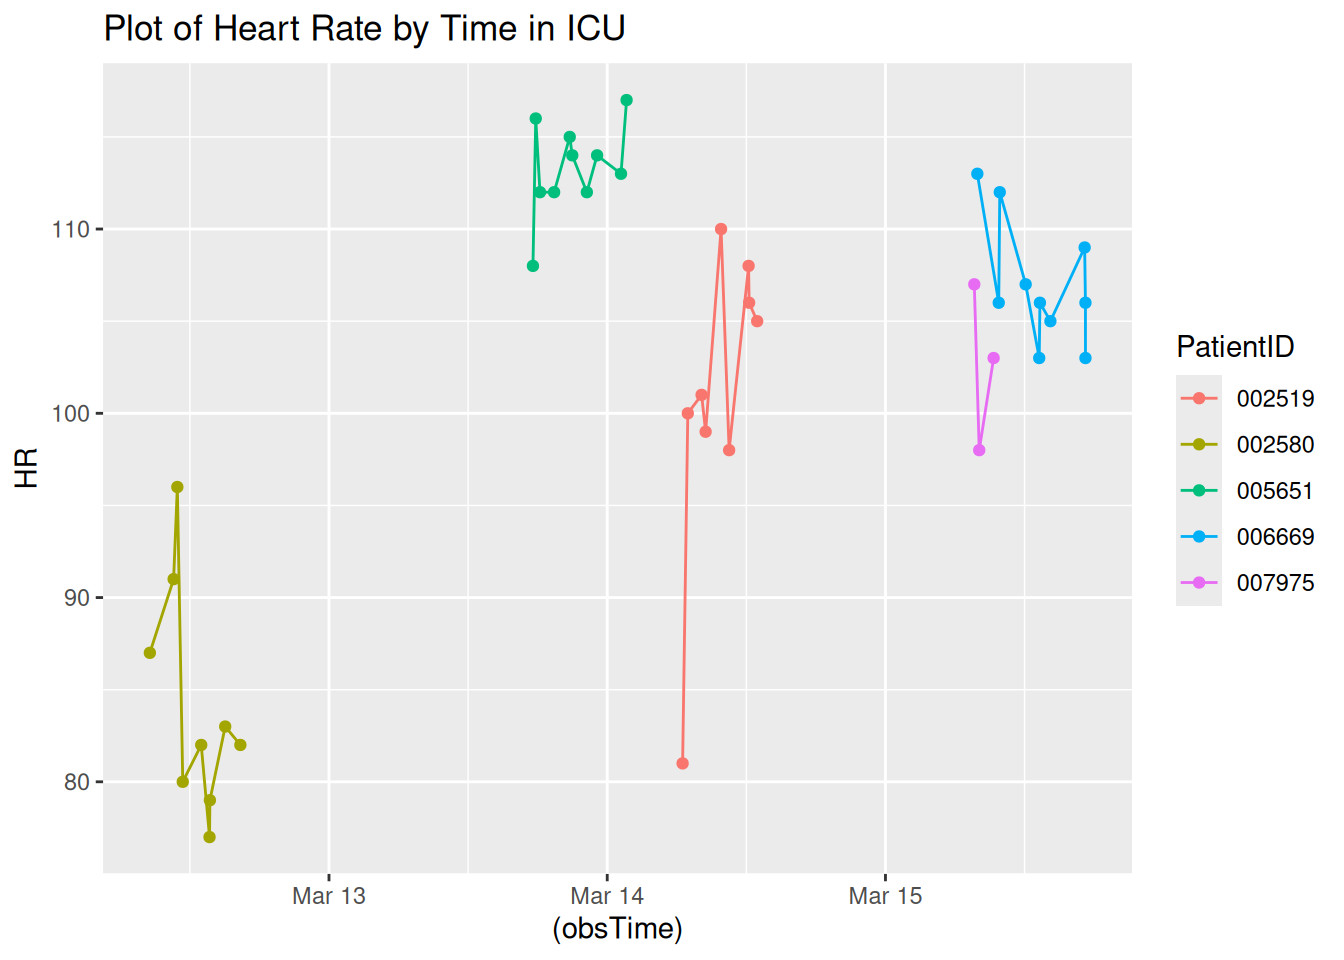 Plot of Heart Rate by Time in ICU
HR
110
100
90
80
Mar 13
Mar 14
Mar 15
(obsTime)
PatientID
002519
002580
005651
006669
007975